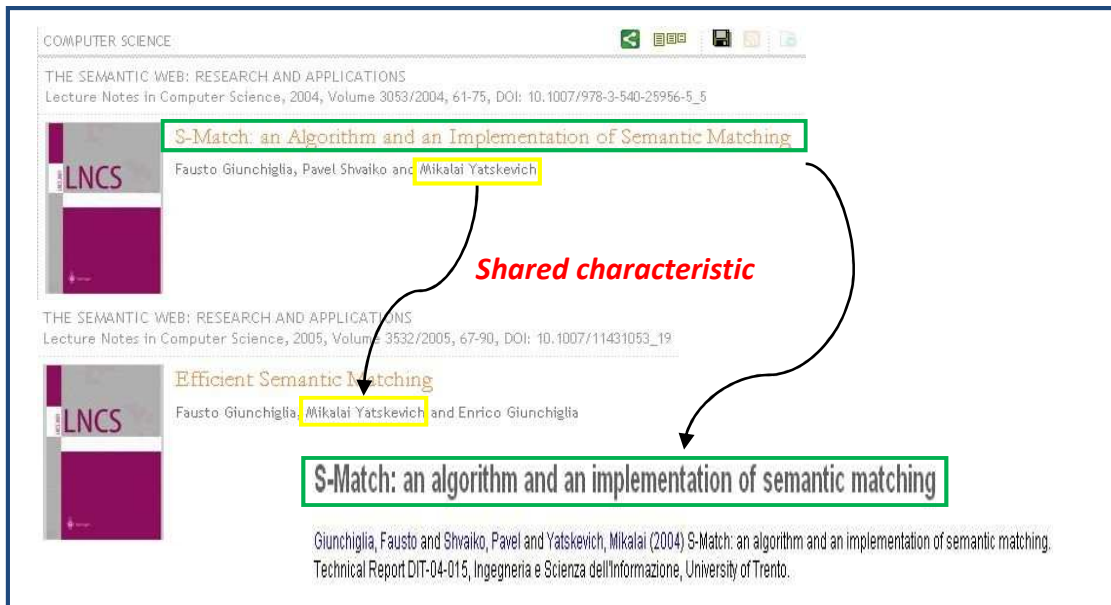 COMPUTER SCIENCE
THE SEMANTIC WEB: RESEARCH AND APPLICATIONS
Lecture Notes in Computer Science, 2004, Volume 3053/2004, 61-75, DOI: 10.1007/978-3-540-25956-5_5
LNCS
S-Match: an Algorithm and an Implementation of Semantic Matching
Fausto Giunchiglia, Pavel Shvaiko and Mikalai Yatskevich
Shared characteristic
THE SEMANTIC WEB: RESEARCH AND APPLICATIONS
Lecture Notes in Computer Science, 2005, Volume 3532/2005, 67-90, DOI: 10.1007/11431053_19
LNCS
Efficient Semantic Matching
Fausto Giunchiglia, Mikalai Yatskevich and Enrico Giunchiglia
S-Match: an algorithm and an implementation of semantic matching
Giunchiglia, Fausto and Shvaiko, Pavel and Yatskevich, Mikalai (2004) S-Match: an algorithm and an implementation of semantic matching.
Technical Report DIT-04-015, Ingegneria e Scienza dell'Informazione, University of Trento.